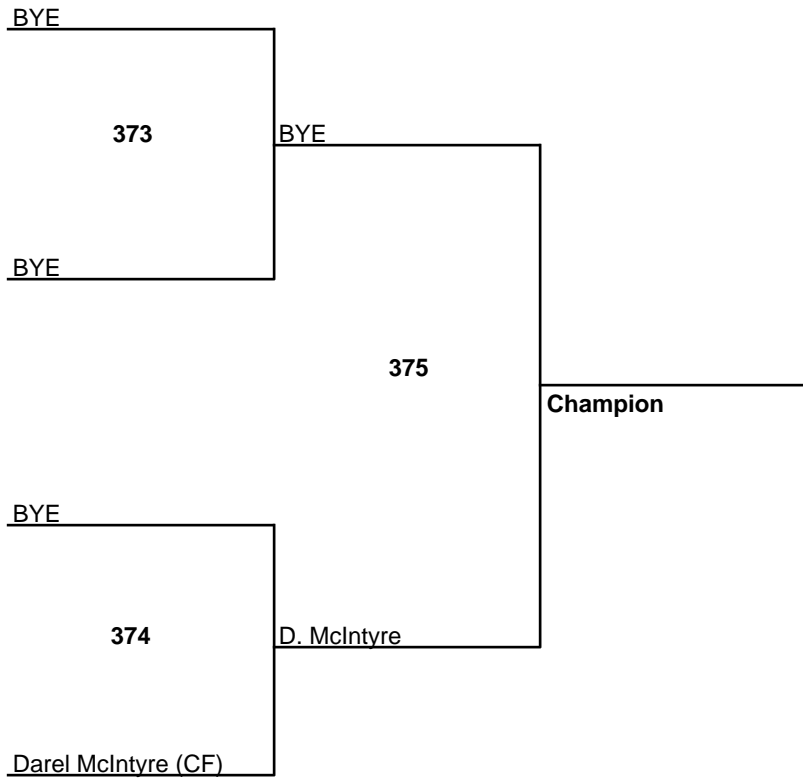 BYE
373
BYE
BYE
375
Champion
BYE
374
D. McIntyre
Darel McIntyre (CF)